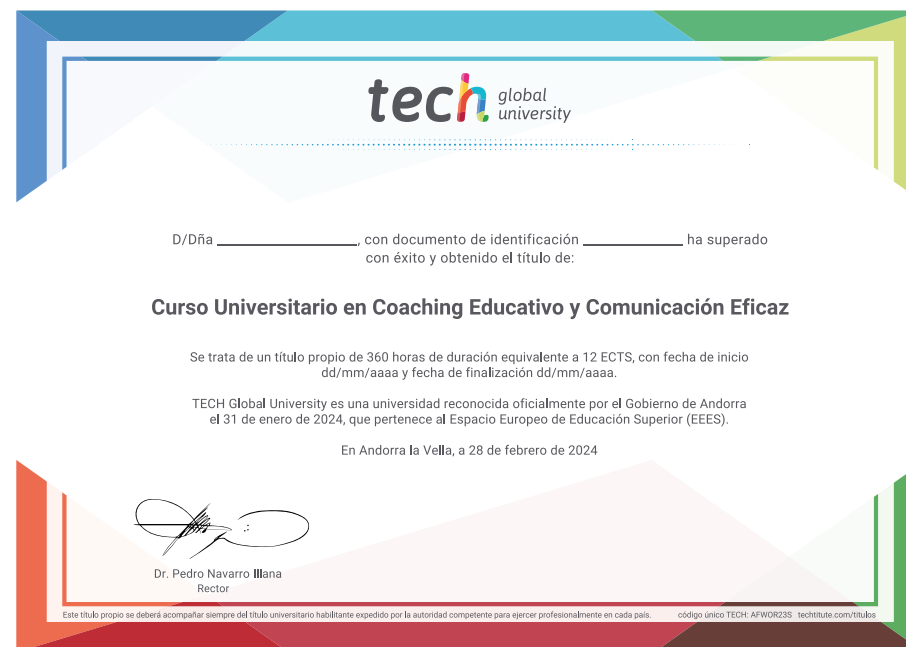 tech global university
D/Dña ______________, con documento de identificación __________ ha superado
con éxito y obtenido el título de:
Curso Universitario en Coaching Educativo y Comunicación Eficaz
Se trata de un título propio de 360 horas de duración equivalente a 12 ECTS, con fecha de inicio
dd/mm/aaaa y fecha de finalización dd/mm/aaaa.
TECH Global University es una universidad reconocida oficialmente por el Gobierno de Andorra
el 31 de enero de 2024, que pertenece al Espacio Europeo de Educación Superior (EEES).
En Andorra la Vella, a 28 de febrero de 2024
Dr. Pedro Navarro Illana
Rector
Este título propio se deberá acompañar siempre del título universitario habilitante expedido por la autoridad competente para ejercer profesionalmente en cada país. código único TECH: AFWOR23S techtitute.com/titulos